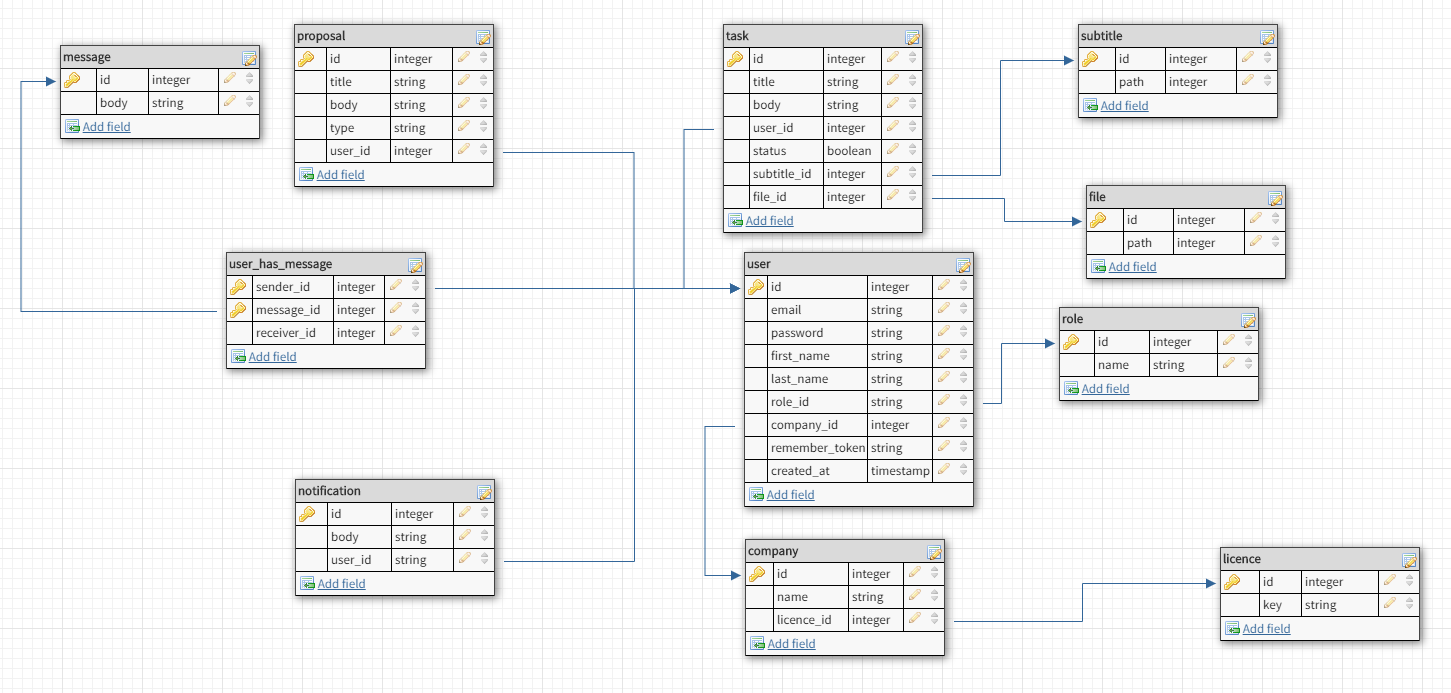 message
id integer
body string
Add field
proposal
id integer
title string
body string
type string
user_id integer
Add field
task
id integer
title string
body string
user_id integer
status boolean
subtitle_id integer
file_id integer
Add field
subtitle
id integer
path integer
Add field
file
id integer
path integer
Add field
user_has_message
sender_id integer
message_id integer
receiver_id integer
Add field
user
id integer
email string
password string
first_name string
last_name string
role_id string
company_id integer
remember_token string
created_at timestamp
Add field
role
id integer
name string
Add field
notification
id integer
body string
user_id string
Add field
company
id integer
name string
licence_id integer
Add field
licence
id integer
key string
Add field